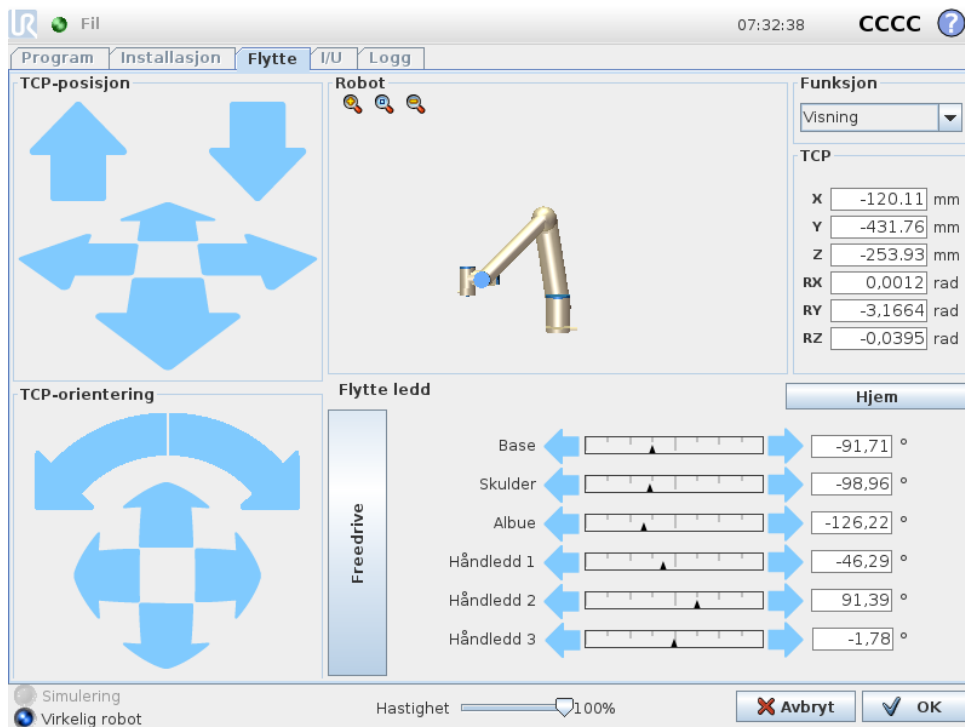 UR Fil 07:32:38 CCCC ?
Program Installasjon Flytte I/U Logg
TCP-posisjon
Robot
Funksjon
Visning
TCP
X -120.11 mm
Y -431.76 mm
Z -253.93 mm
RX 0,0012 rad
RY -3,1664 rad
RZ -0,0395 rad
TCP-orientering
Flytte ledd
Hjem
Freedrive
Base -91,71 °
Skulder -98,96 °
Albue -126,22 °
Håndledd 1 -46,29 °
Håndledd 2 91,39 °
Håndledd 3 -1,78 °
Simulering
Virkelig robot
Hastighet 100%
Avbryt
OK